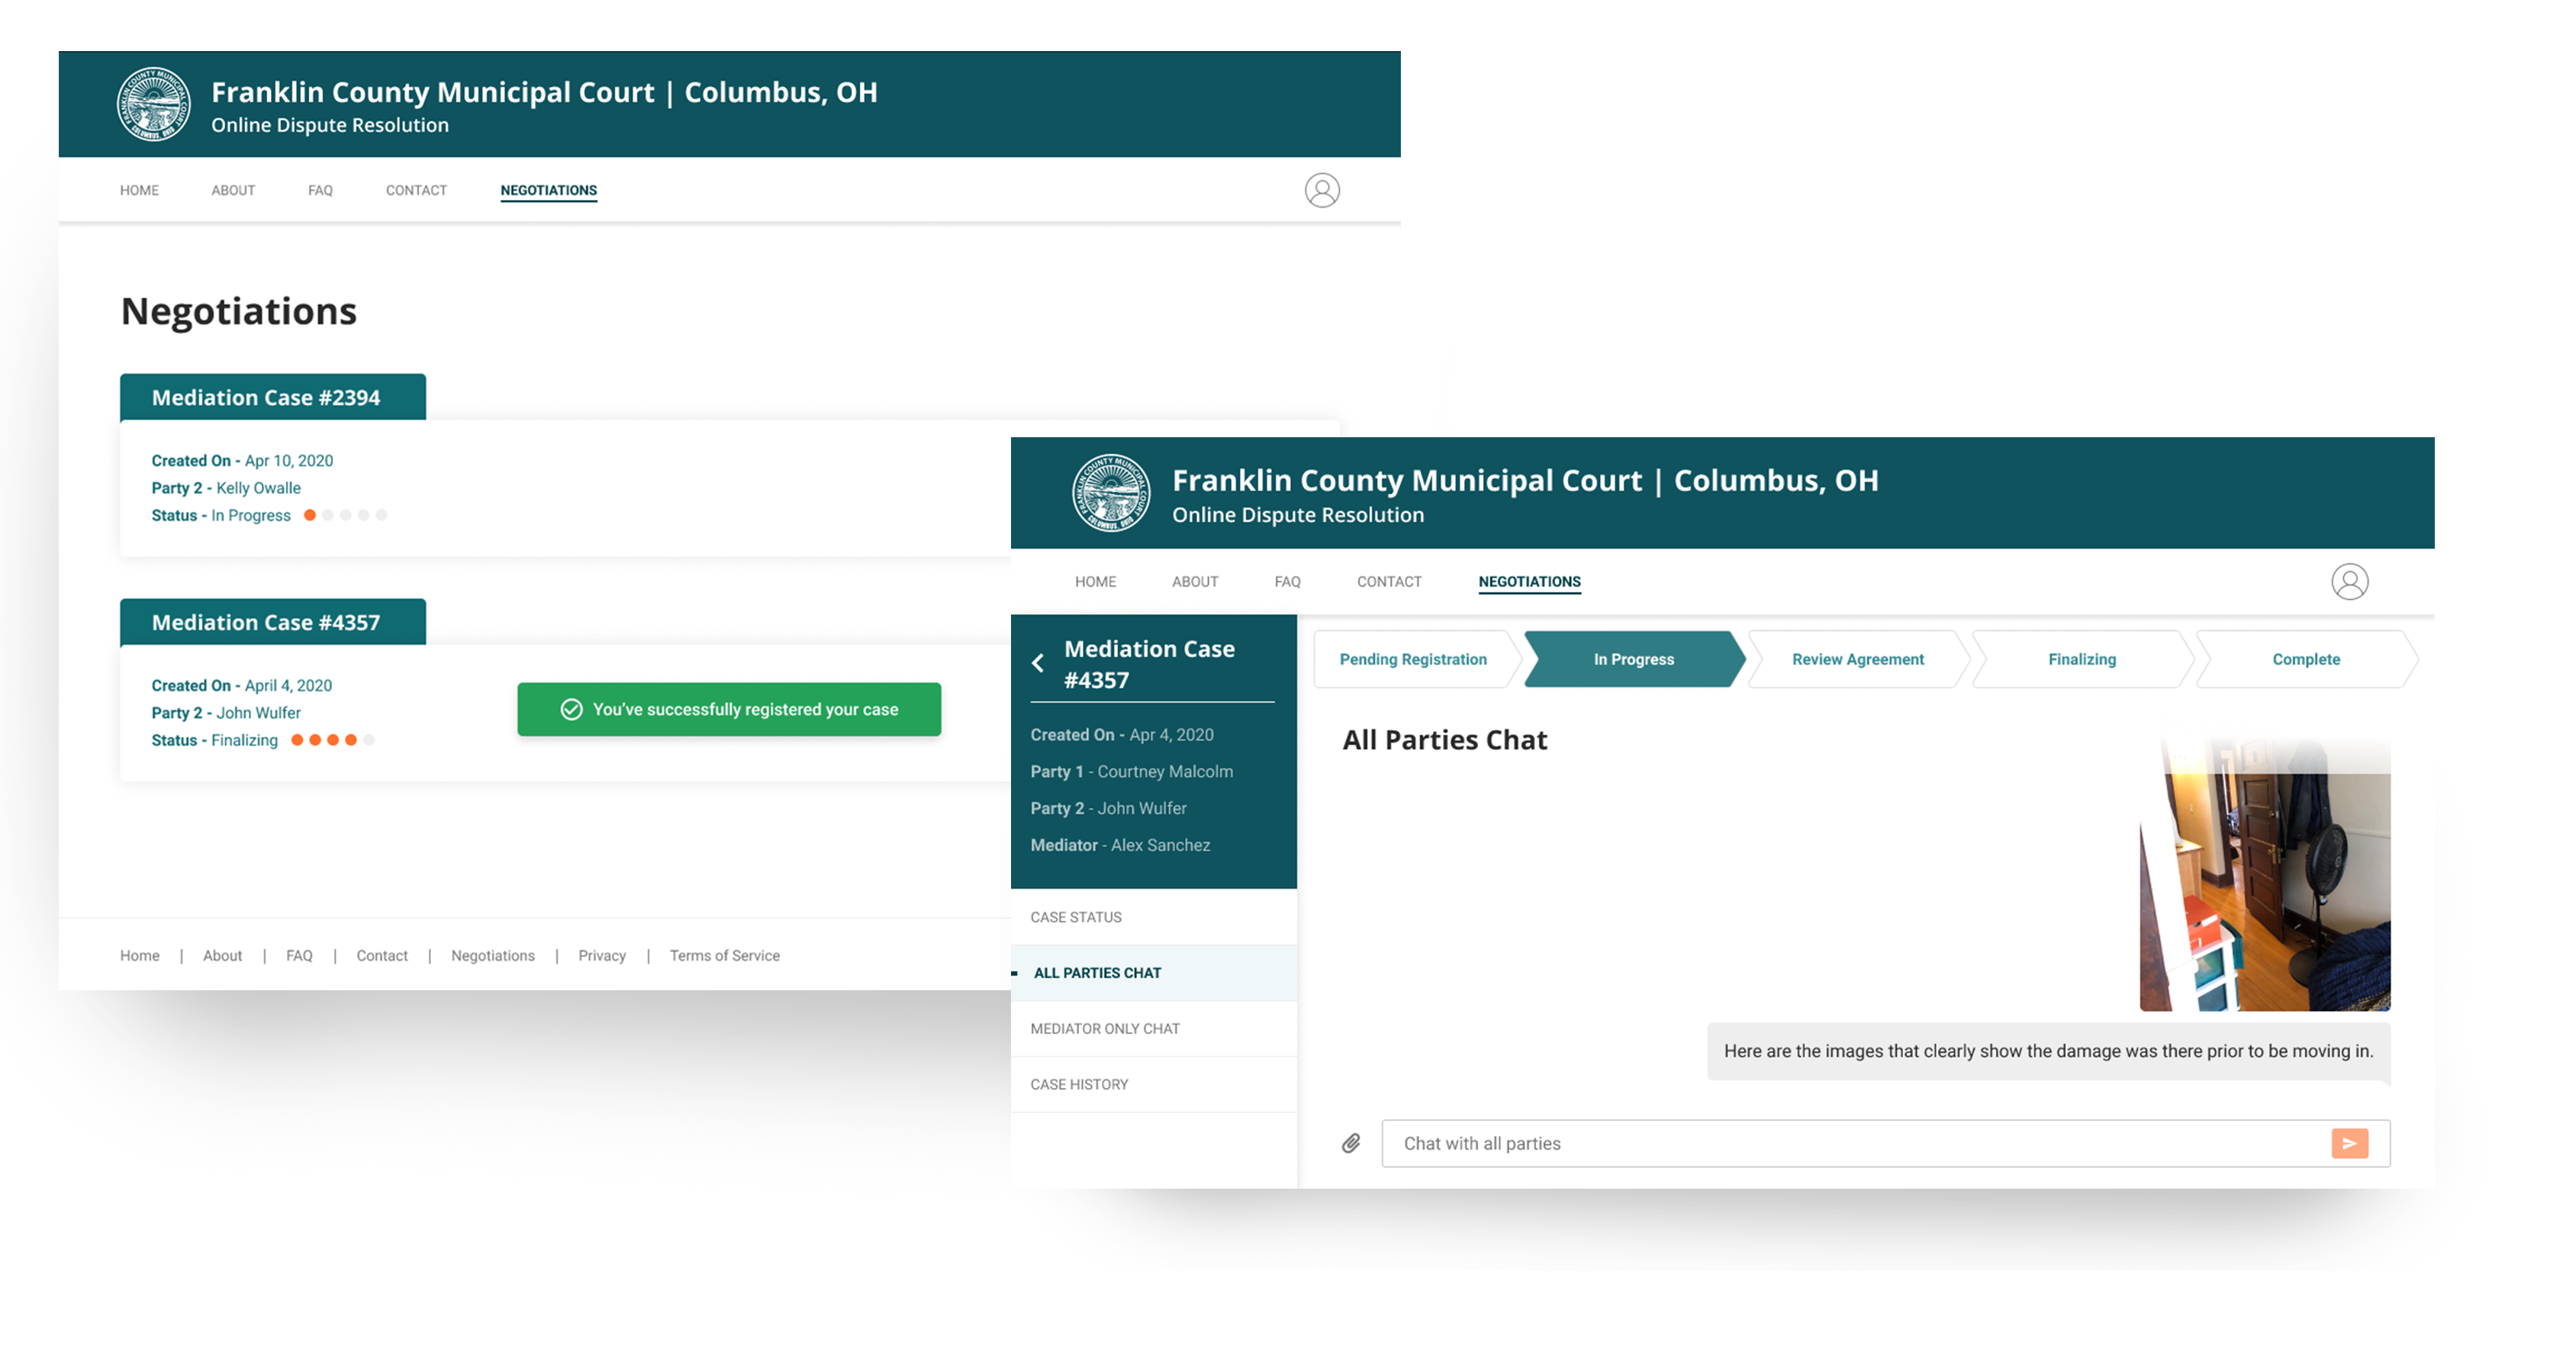 Franklin County Municipal Court | Columbus, OH
Online Dispute Resolution
HOME ABOUT FAQ CONTACT NEGOTIATIONS
Negotiations
Mediation Case #2394
Created On - Apr 10, 2020
Party 2 - Kelly Owalle
Status - In Progress
Mediation Case #4357
Created On - April 4, 2020
Party 2 - John Wulfer
Status - Finalizing
You've successfully registered your case
Home | About | FAQ | Contact | Negotiations | Privacy | Terms of Service
FRANKLIN COUNTY MUNICIPAL COURT
COLUMBUS, OHIO
Franklin County Municipal Court | Columbus, OH
Online Dispute Resolution
HOME ABOUT FAQ CONTACT NEGOTIATIONS
Mediation Case
#4357
Created On - Apr 4, 2020
Party 1 - Courtney Malcolm
Party 2 - John Wulfer
Mediator - Alex Sanchez
CASE STATUS
ALL PARTIES CHAT
MEDIATOR ONLY CHAT
CASE HISTORY
Pending Registration In Progress Review Agreement Finalizing Complete
All Parties Chat
Here are the images that clearly show the damage was there prior to be moving in.
Chat with all parties